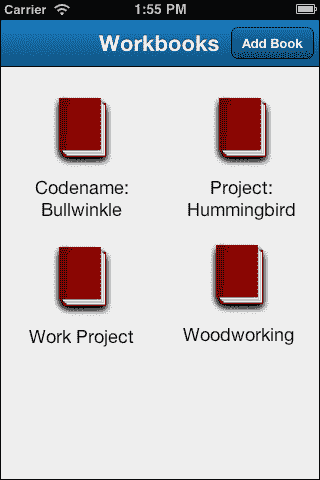 Carrier 1:55 PM
Workbooks Add Book
Codename:
Bullwinkle
Project:
Hummingbird
Work Project
Woodworking